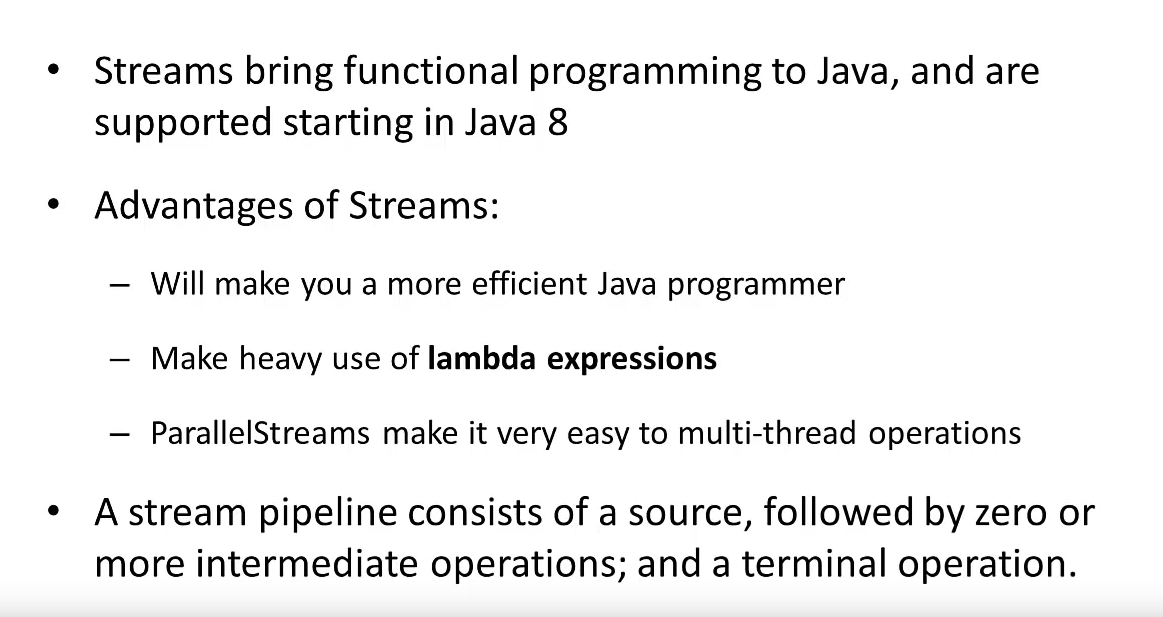 • Streams bring functional programming to Java, and are
supported starting in Java 8
• Advantages of Streams:
– Will make you a more efficient Java programmer
– Make heavy use of lambda expressions
– ParallelStreams make it very easy to multi-thread operations
• A stream pipeline consists of a source, followed by zero or
more intermediate operations; and a terminal operation.